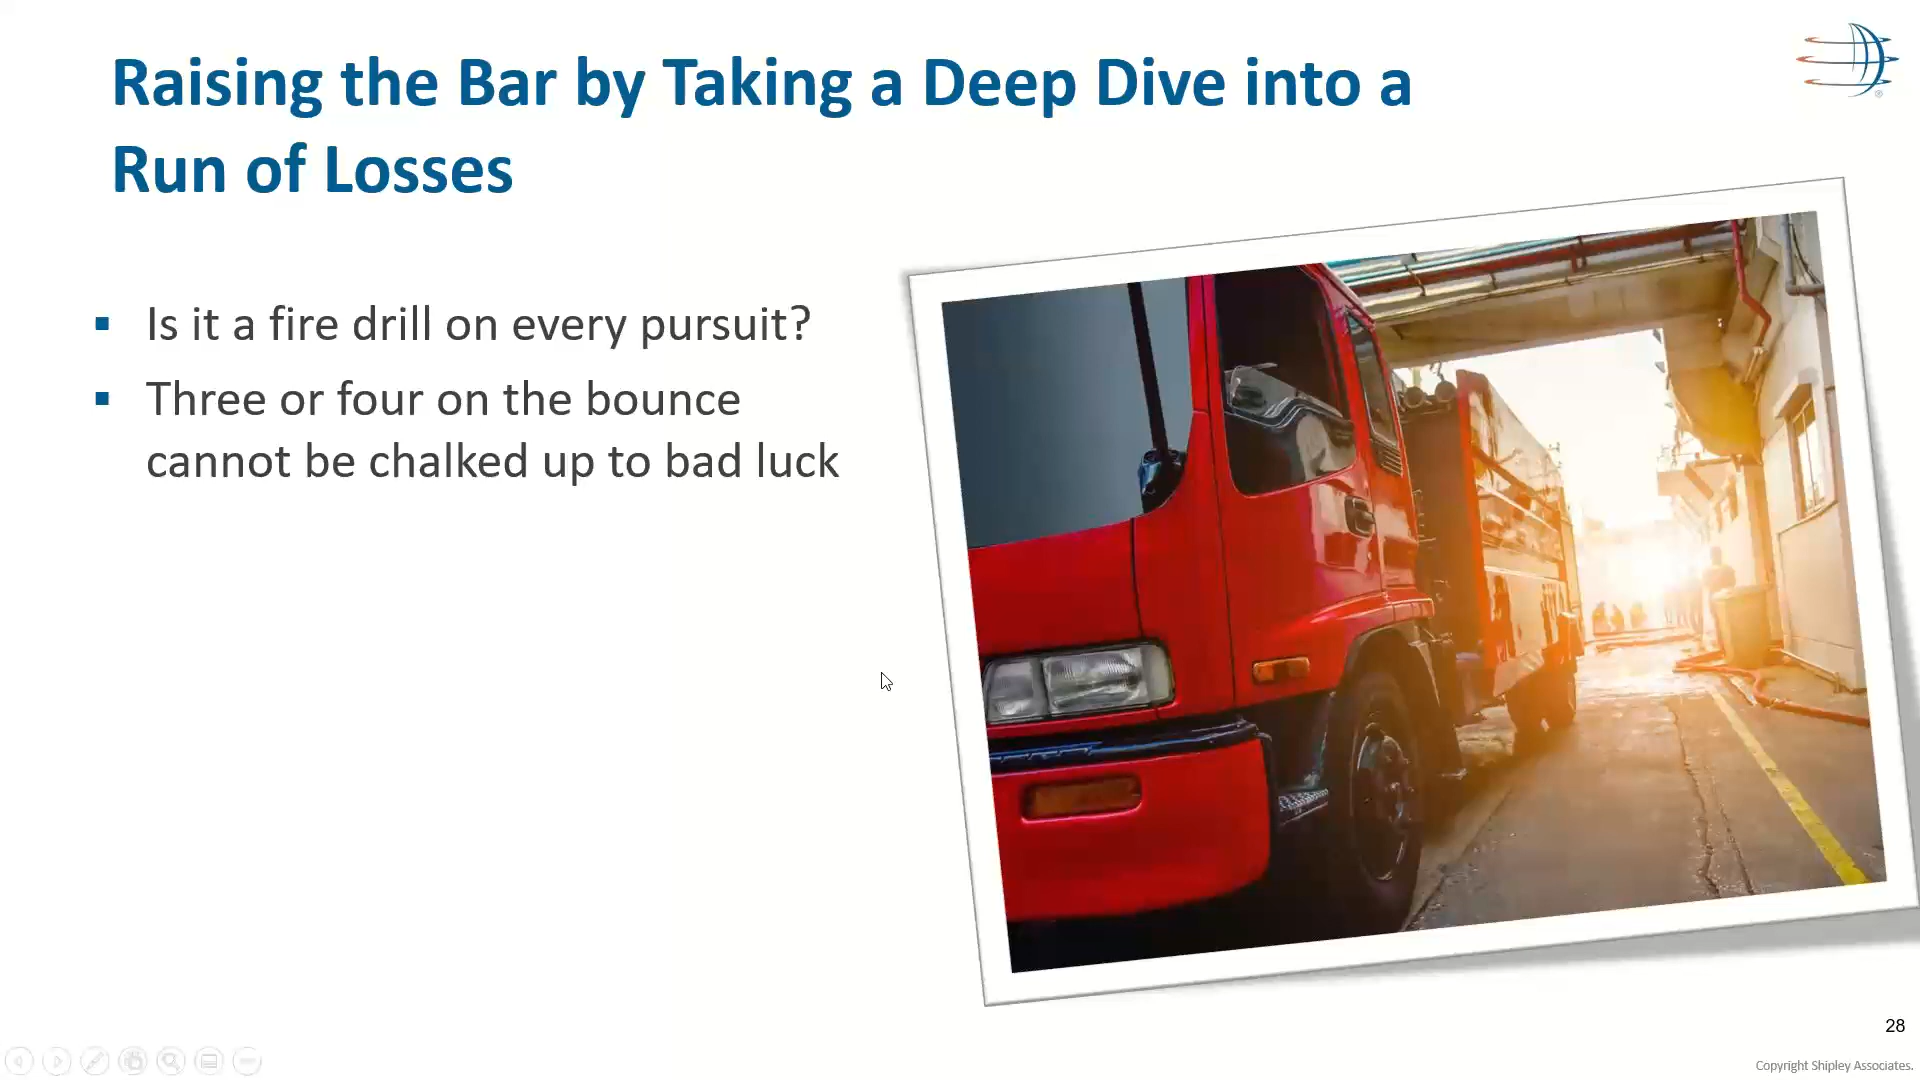 Raising the Bar by Taking a Deep Dive into a
Run of Losses
▪ Is it a fire drill on every pursuit?
▪ Three or four on the bounce
cannot be chalked up to bad luck
28
Copyright Shipley Associates.